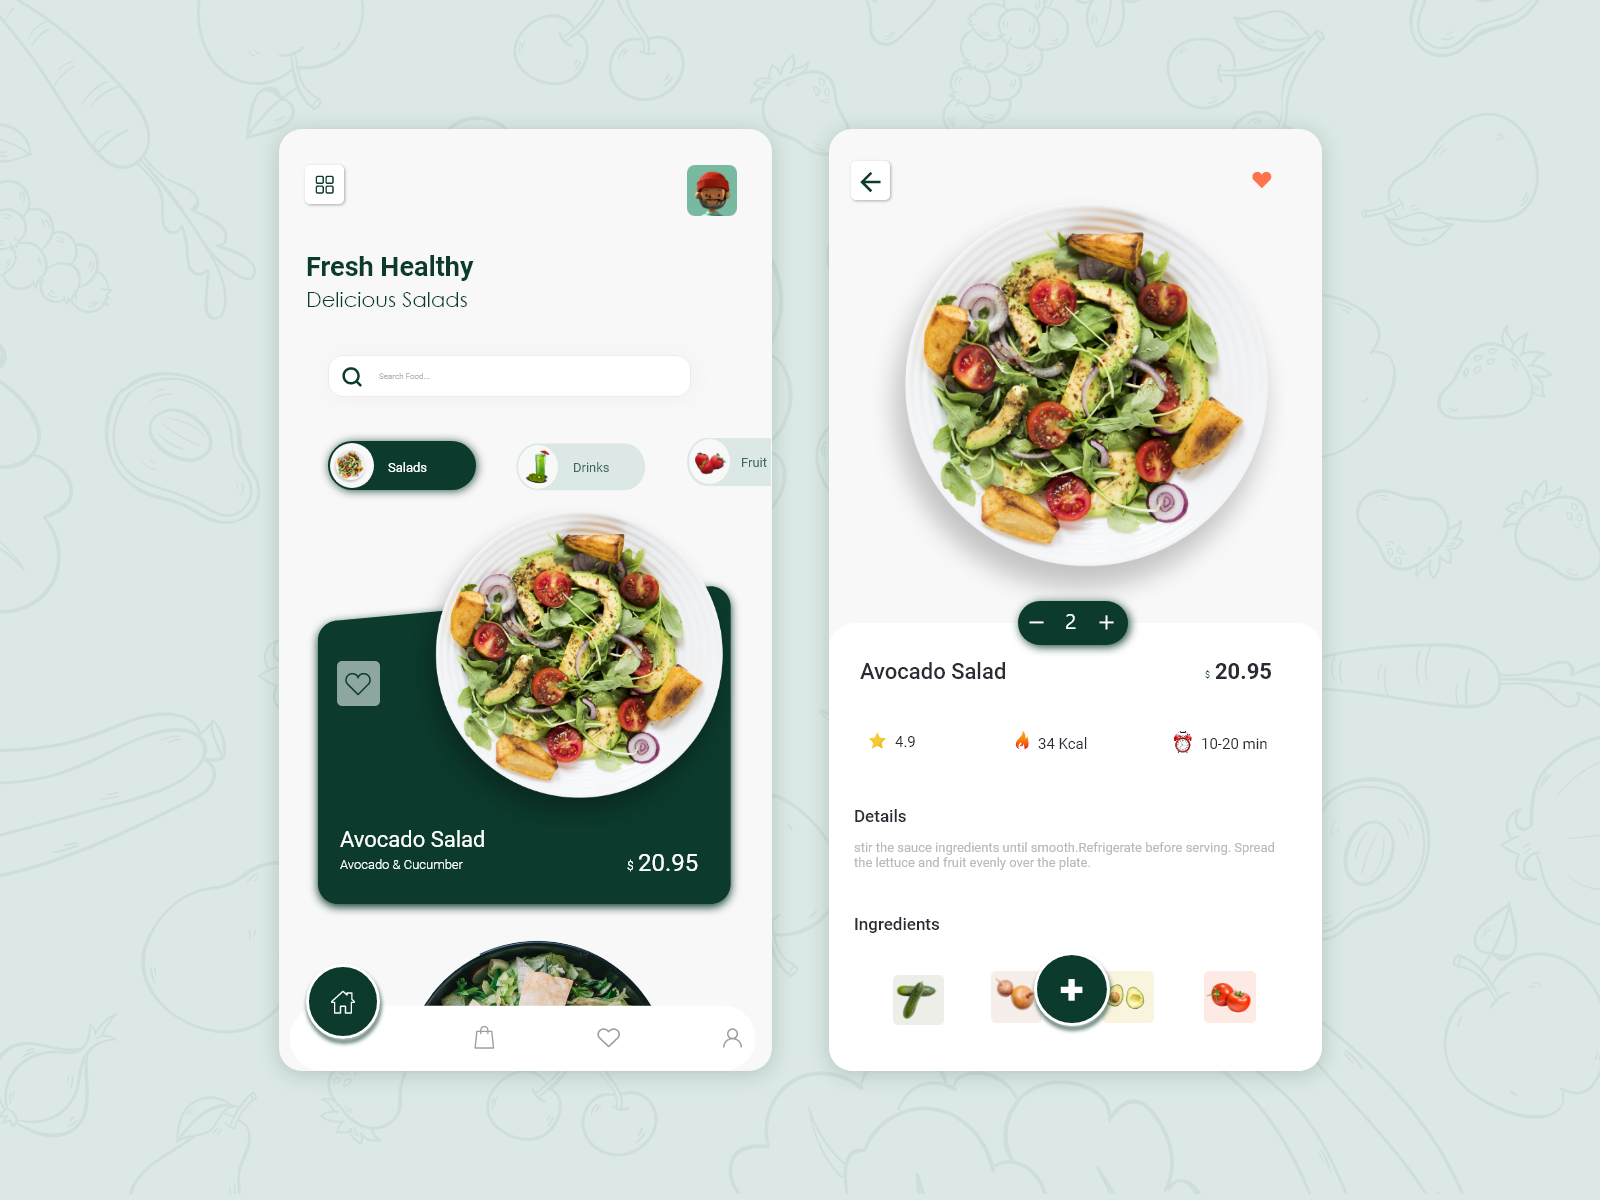 Fresh Healthy
Delicious Salads
Search Food...
Salads
Drinks
Fruit
Avocado Salad
Avocado & Cucumber
$ 20.95
2
Avocado Salad
$ 20.95
4.9
34 Kcal
10-20 min
Details
stir the sauce ingredients until smooth.Refrigerate before serving. Spread
the lettuce and fruit evenly over the plate.
Ingredients